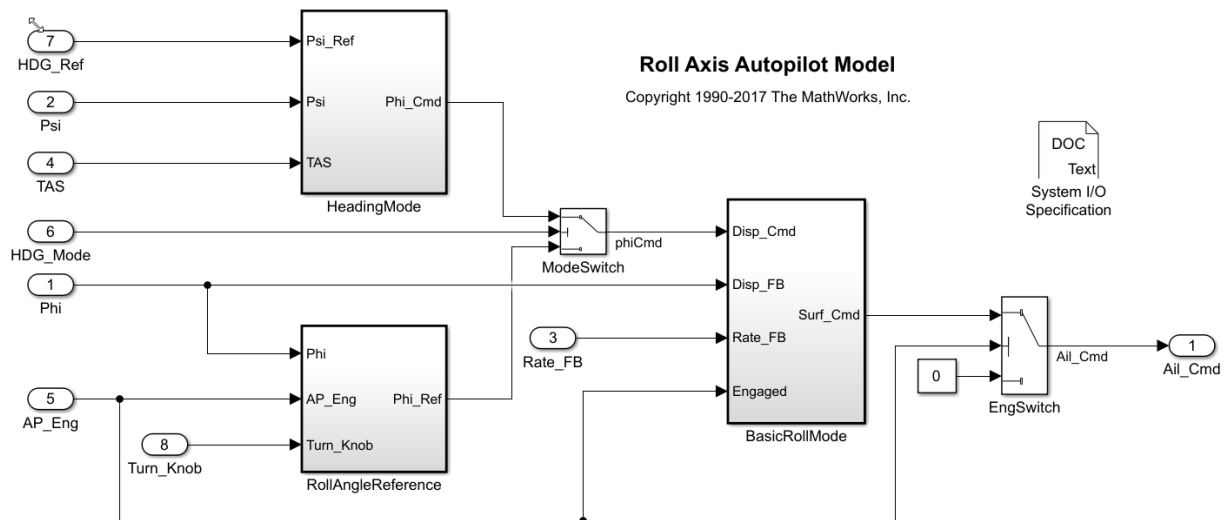 7
HDG_Ref
2
Psi
4
TAS
Psi_Ref
Psi
TAS
Phi_Cmd
HeadingMode
Roll Axis Autopilot Model
Copyright 1990-2017 The MathWorks, Inc.
DOC
Text
System I/O
Specification
6
HDG_Mode
phiCmd
ModeSwitch
1
Phi
Phi
AP_Eng
Turn_Knob
Phi_Ref
RollAngleReference
5
AP_Eng
8
Turn_Knob
3
Rate_FB
Disp_Cmd
Disp_FB
Rate_FB
Engaged
Surf_Cmd
BasicRollMode
0
Ail_Cmd
EngSwitch
1
Ail_Cmd